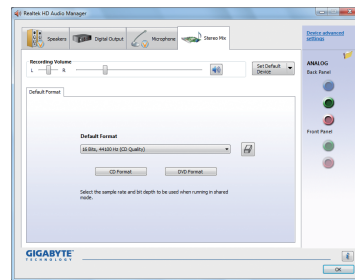 Realtek HD Audio Manager
Speakers
Digital Output
Microphone
Stereo Mix
Device advanced
settings
Recording Volume
L
R
Set Default
Device
ANALOG
Back Panel
Default Format
Default Format
16 Bits, 44100 Hz (CD Quality)
CD Format
DVD Format
Select the sample rate and bit depth to be used when running in shared
mode.
Front Panel
GIGABYTE™
TECHNOLOGY
OK